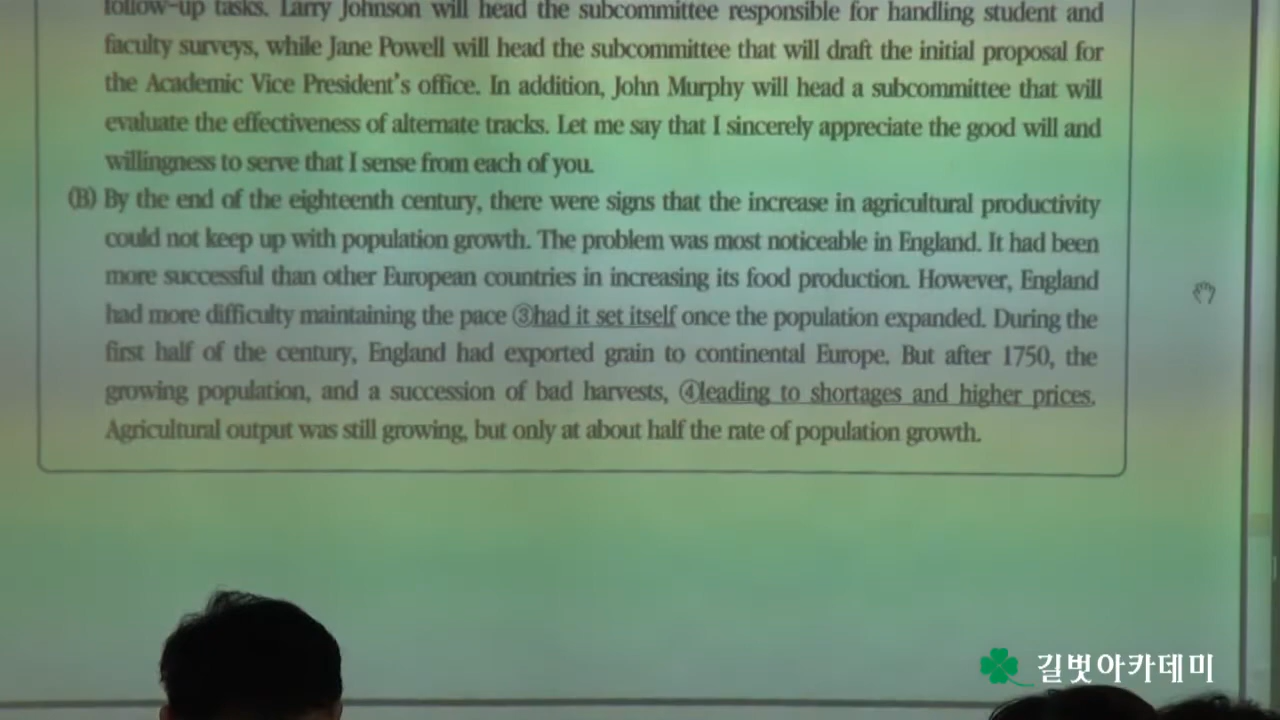 follow-up tasks. Larry Johnson will head the subcommittee responsible for handling student and
faculty surveys, while Jane Powell will head the subcommittee that will draft the initial proposal for
the Academic Vice President's office. In addition, John Murphy will head a subcommittee that will
evaluate the effectiveness of alternate tracks. Let me say that I sincerely appreciate the good will and
willingness to serve that I sense from each of you.
(B) By the end of the eighteenth century, there were signs that the increase in agricultural productivity
could not keep up with population growth. The problem was most noticeable in England. It had been
more successful than other European countries in increasing its food production. However, England
had more difficulty maintaining the pace ③had it set itself once the population expanded. During the
first half of the century, England had exported grain to continental Europe. But after 1750, the
growing population, and a succession of bad harvests, ④leading to shortages and higher prices.
Agricultural output was still growing, but only at about half the rate of population growth.
길벗아카데미